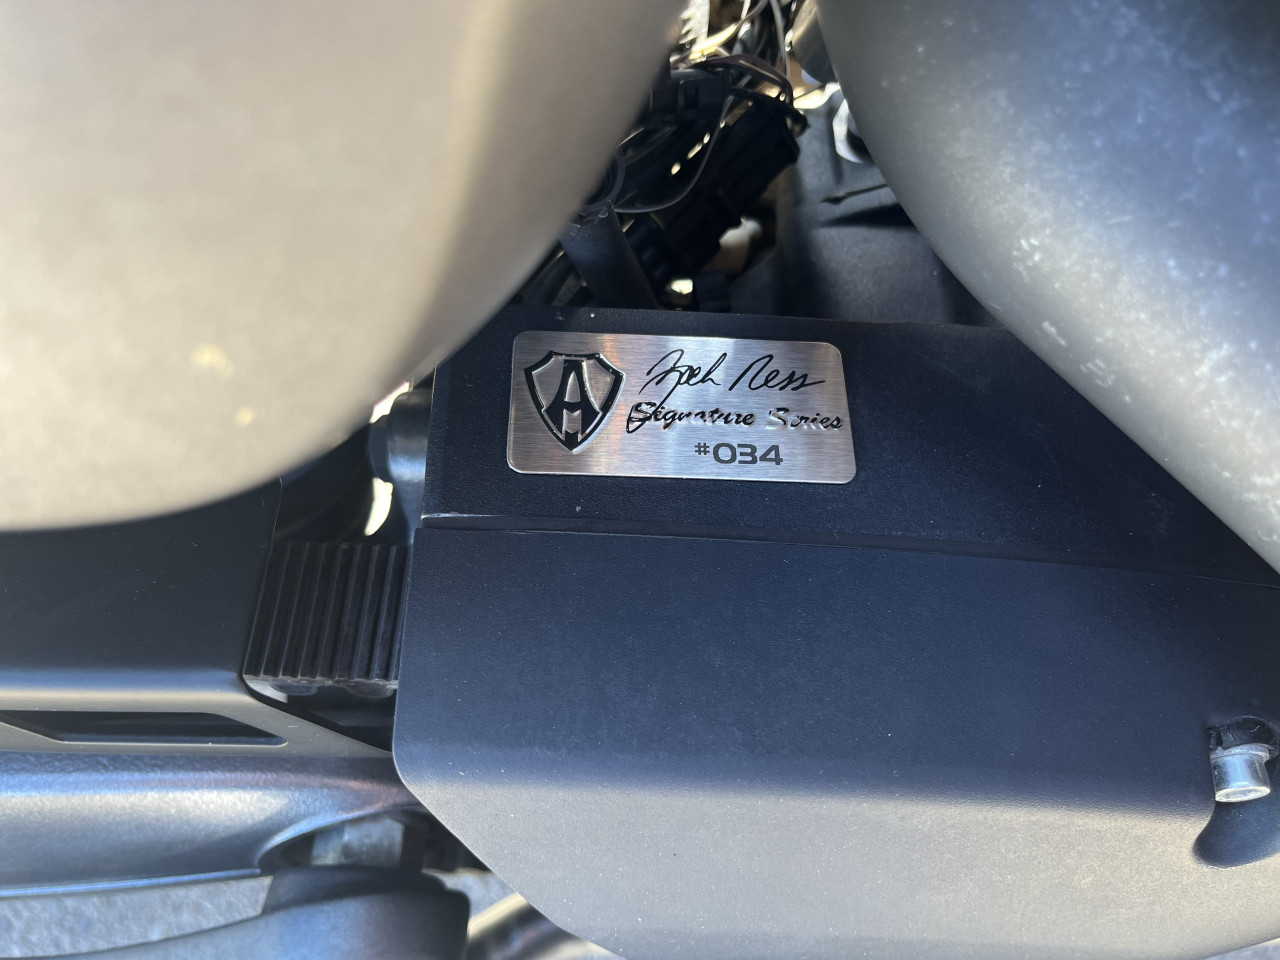 A
Zach Ness
Signature Series
#034